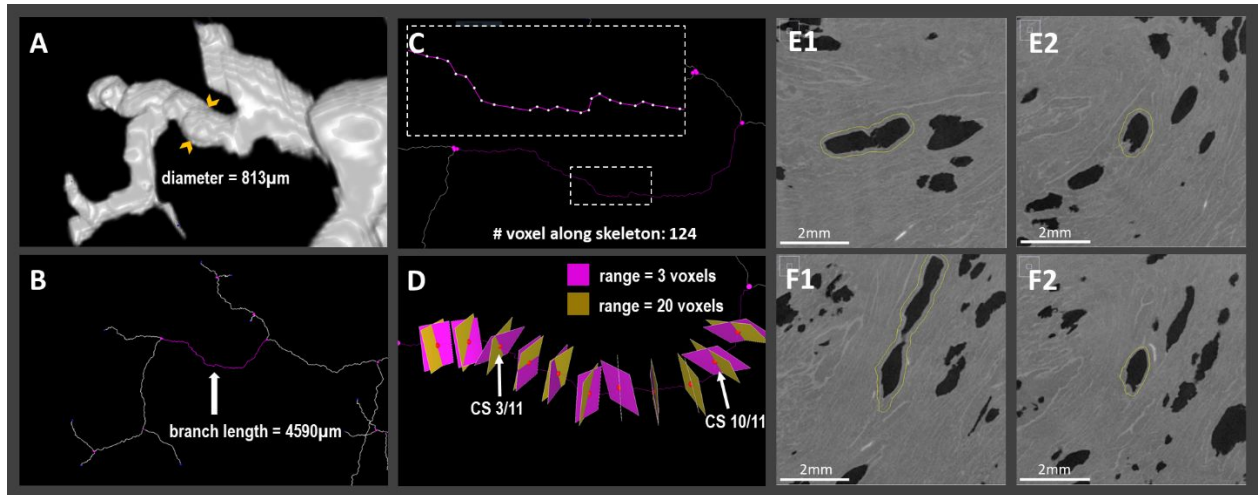 A
diameter = 813µm
B
branch length = 4590µm
C
# voxel along skeleton: 124
D
range = 3 voxels
range = 20 voxels
CS 3/11
CS 10/11
E1
2mm
E2
2mm
F1
2mm
F2
2mm